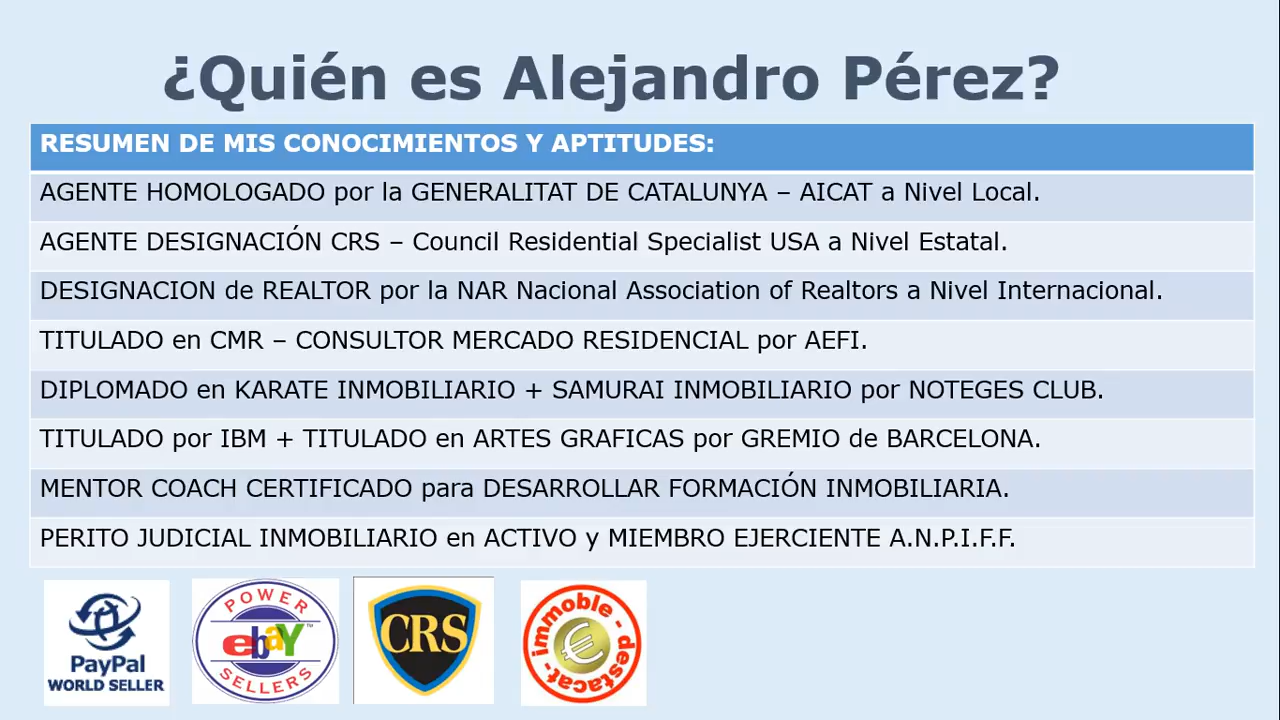 ¿Quién es Alejandro Pérez?
RESUMEN DE MIS CONOCIMIENTOS Y APTITUDES:
AGENTE HOMOLOGADO por la GENERALITAT DE CATALUNYA – AICAT a Nivel Local.
AGENTE DESIGNACIÓN CRS – Council Residential Specialist USA a Nivel Estatal.
DESIGNACION de REALTOR por la NAR Nacional Association of Realtors a Nivel Internacional.
TITULADO en CMR – CONSULTOR MERCADO RESIDENCIAL por AEFI.
DIPLOMADO en KARATE INMOBILIARIO + SAMURAI INMOBILIARIO por NOTEGES CLUB.
TITULADO por IBM + TITULADO en ARTES GRAFICAS por GREMIO de BARCELONA.
MENTOR COACH CERTIFICADO para DESARROLLAR FORMACIÓN INMOBILIARIA.
PERITO JUDICIAL INMOBILIARIO en ACTIVO y MIEMBRO EJERCIENTE A.N.P.I.F.F.
PayPal
WORLD SELLER
POWER
ebaY™
SELLERS
CRS
immoble - destacat -
€